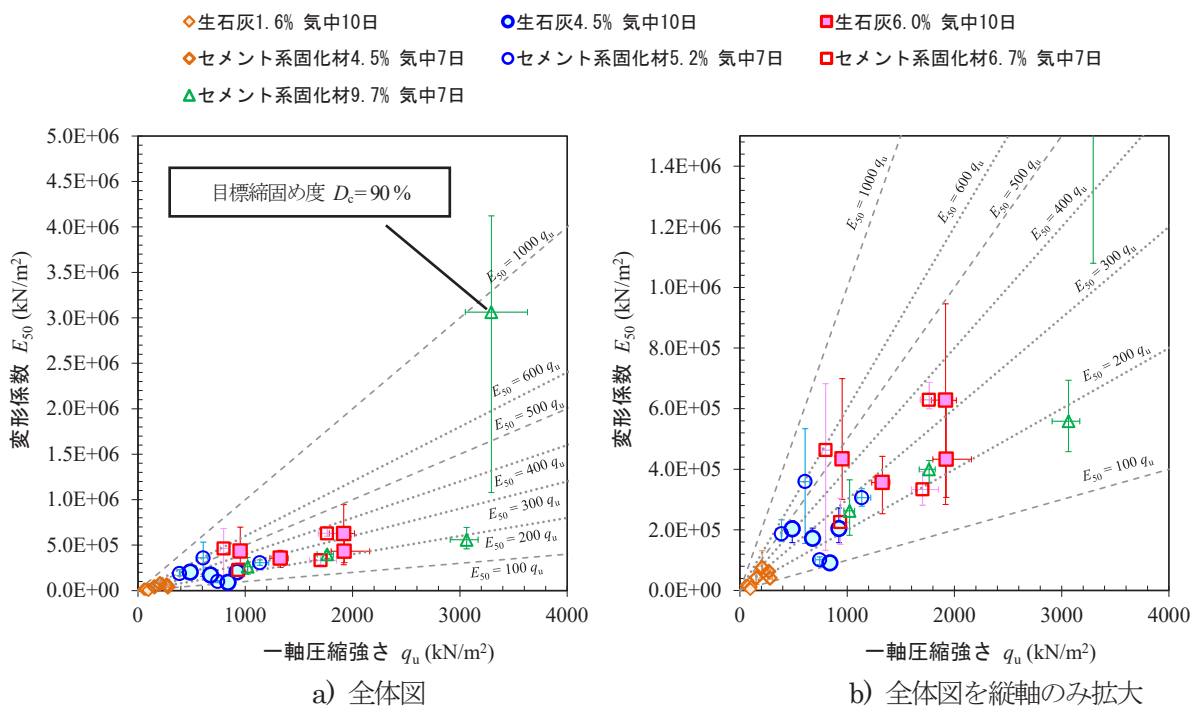 生石灰1.6% 気中10日
生石灰4.5% 気中10日
生石灰6.0% 気中10日
セメント系固化材4.5% 気中7日
セメント系固化材5.2% 気中7日
セメント系固化材6.7% 気中7日
セメント系固化材9.7% 気中7日
5.0E+06
4.5E+06
4.0E+06
3.5E+06
3.0E+06
2.5E+06
2.0E+06
1.5E+06
1.0E+06
5.0E+05
0.0E+00
変形係数 E50 (kN/m²)
目標締固め度 Dc=90%
E50 = 1000 qu
E50 = 600 qu
E50 = 500 qu
E50 = 400 qu
E50 = 300 qu
E50 = 200 qu
E50 = 100 qu
0 1000 2000 3000 4000
一軸圧縮強さ qu (kN/m²)
a) 全体図
1.4E+06
1.2E+06
1.0E+06
8.0E+05
6.0E+05
4.0E+05
2.0E+05
0.0E+00
変形係数 E50 (kN/m²)
E50 = 1000 qu
E50 = 600 qu
E50 = 500 qu
E50 = 400 qu
E50 = 300 qu
E50 = 200 qu
E50 = 100 qu
0 1000 2000 3000 4000
一軸圧縮強さ qu (kN/m²)
b) 全体図を縦軸のみ拡大